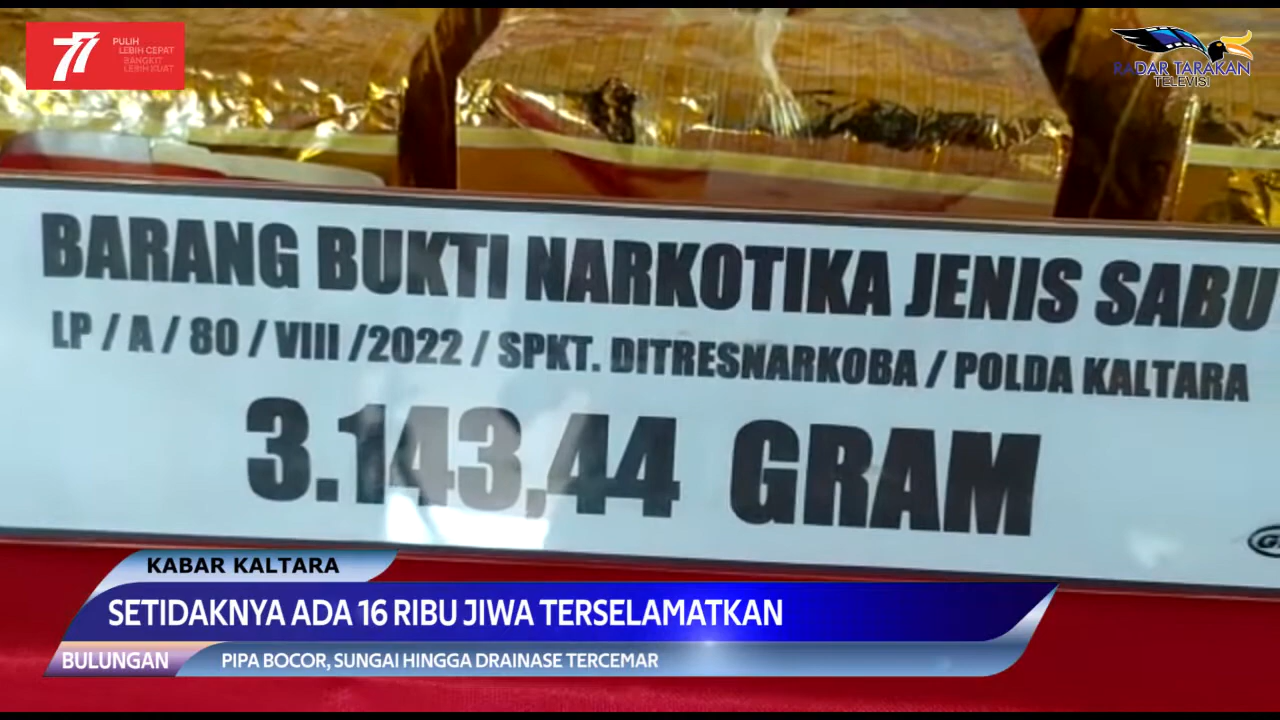 77
PULIH
LEBIH CEPAT
BANGKIT
LEBIH KUAT
RADAR TARAKAN
TELEVISI
BARANG BUKTI NARKOTIKA JENIS SABU
LP / A / 80 / VIII /2022 / SPKT. DITRESNARKOBA / POLDA KALTARA
3.143,44 GRAM
KABAR KALTARA
SETIDAKNYA ADA 16 RIBU JIWA TERSELAMATKAN
BULUNGAN
PIPA BOCOR, SUNGAI HINGGA DRAINASE TERCEMAR